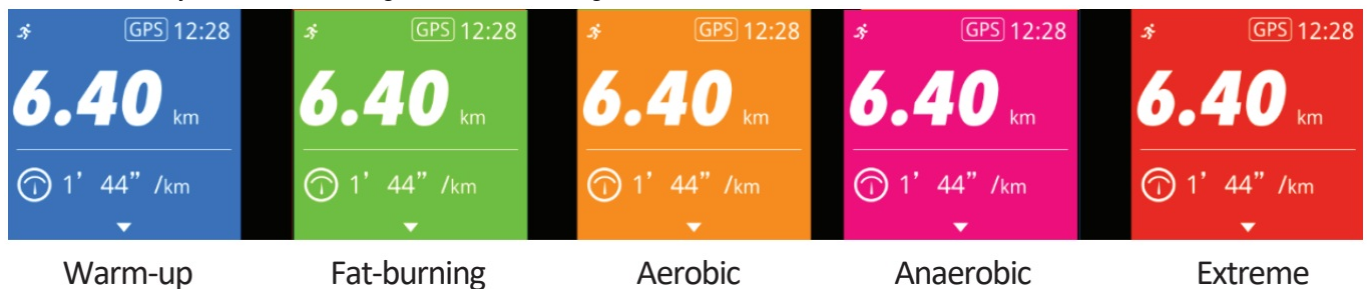 GPS 12:28
6.40 km
1' 44” /km
Warm-up
GPS 12:28
6.40 km
1' 44” /km
Fat-burning
GPS 12:28
6.40 km
1' 44” /km
Aerobic
GPS 12:28
6.40 km
1' 44” /km
Anaerobic
GPS 12:28
6.40 km
1' 44” /km
Extreme